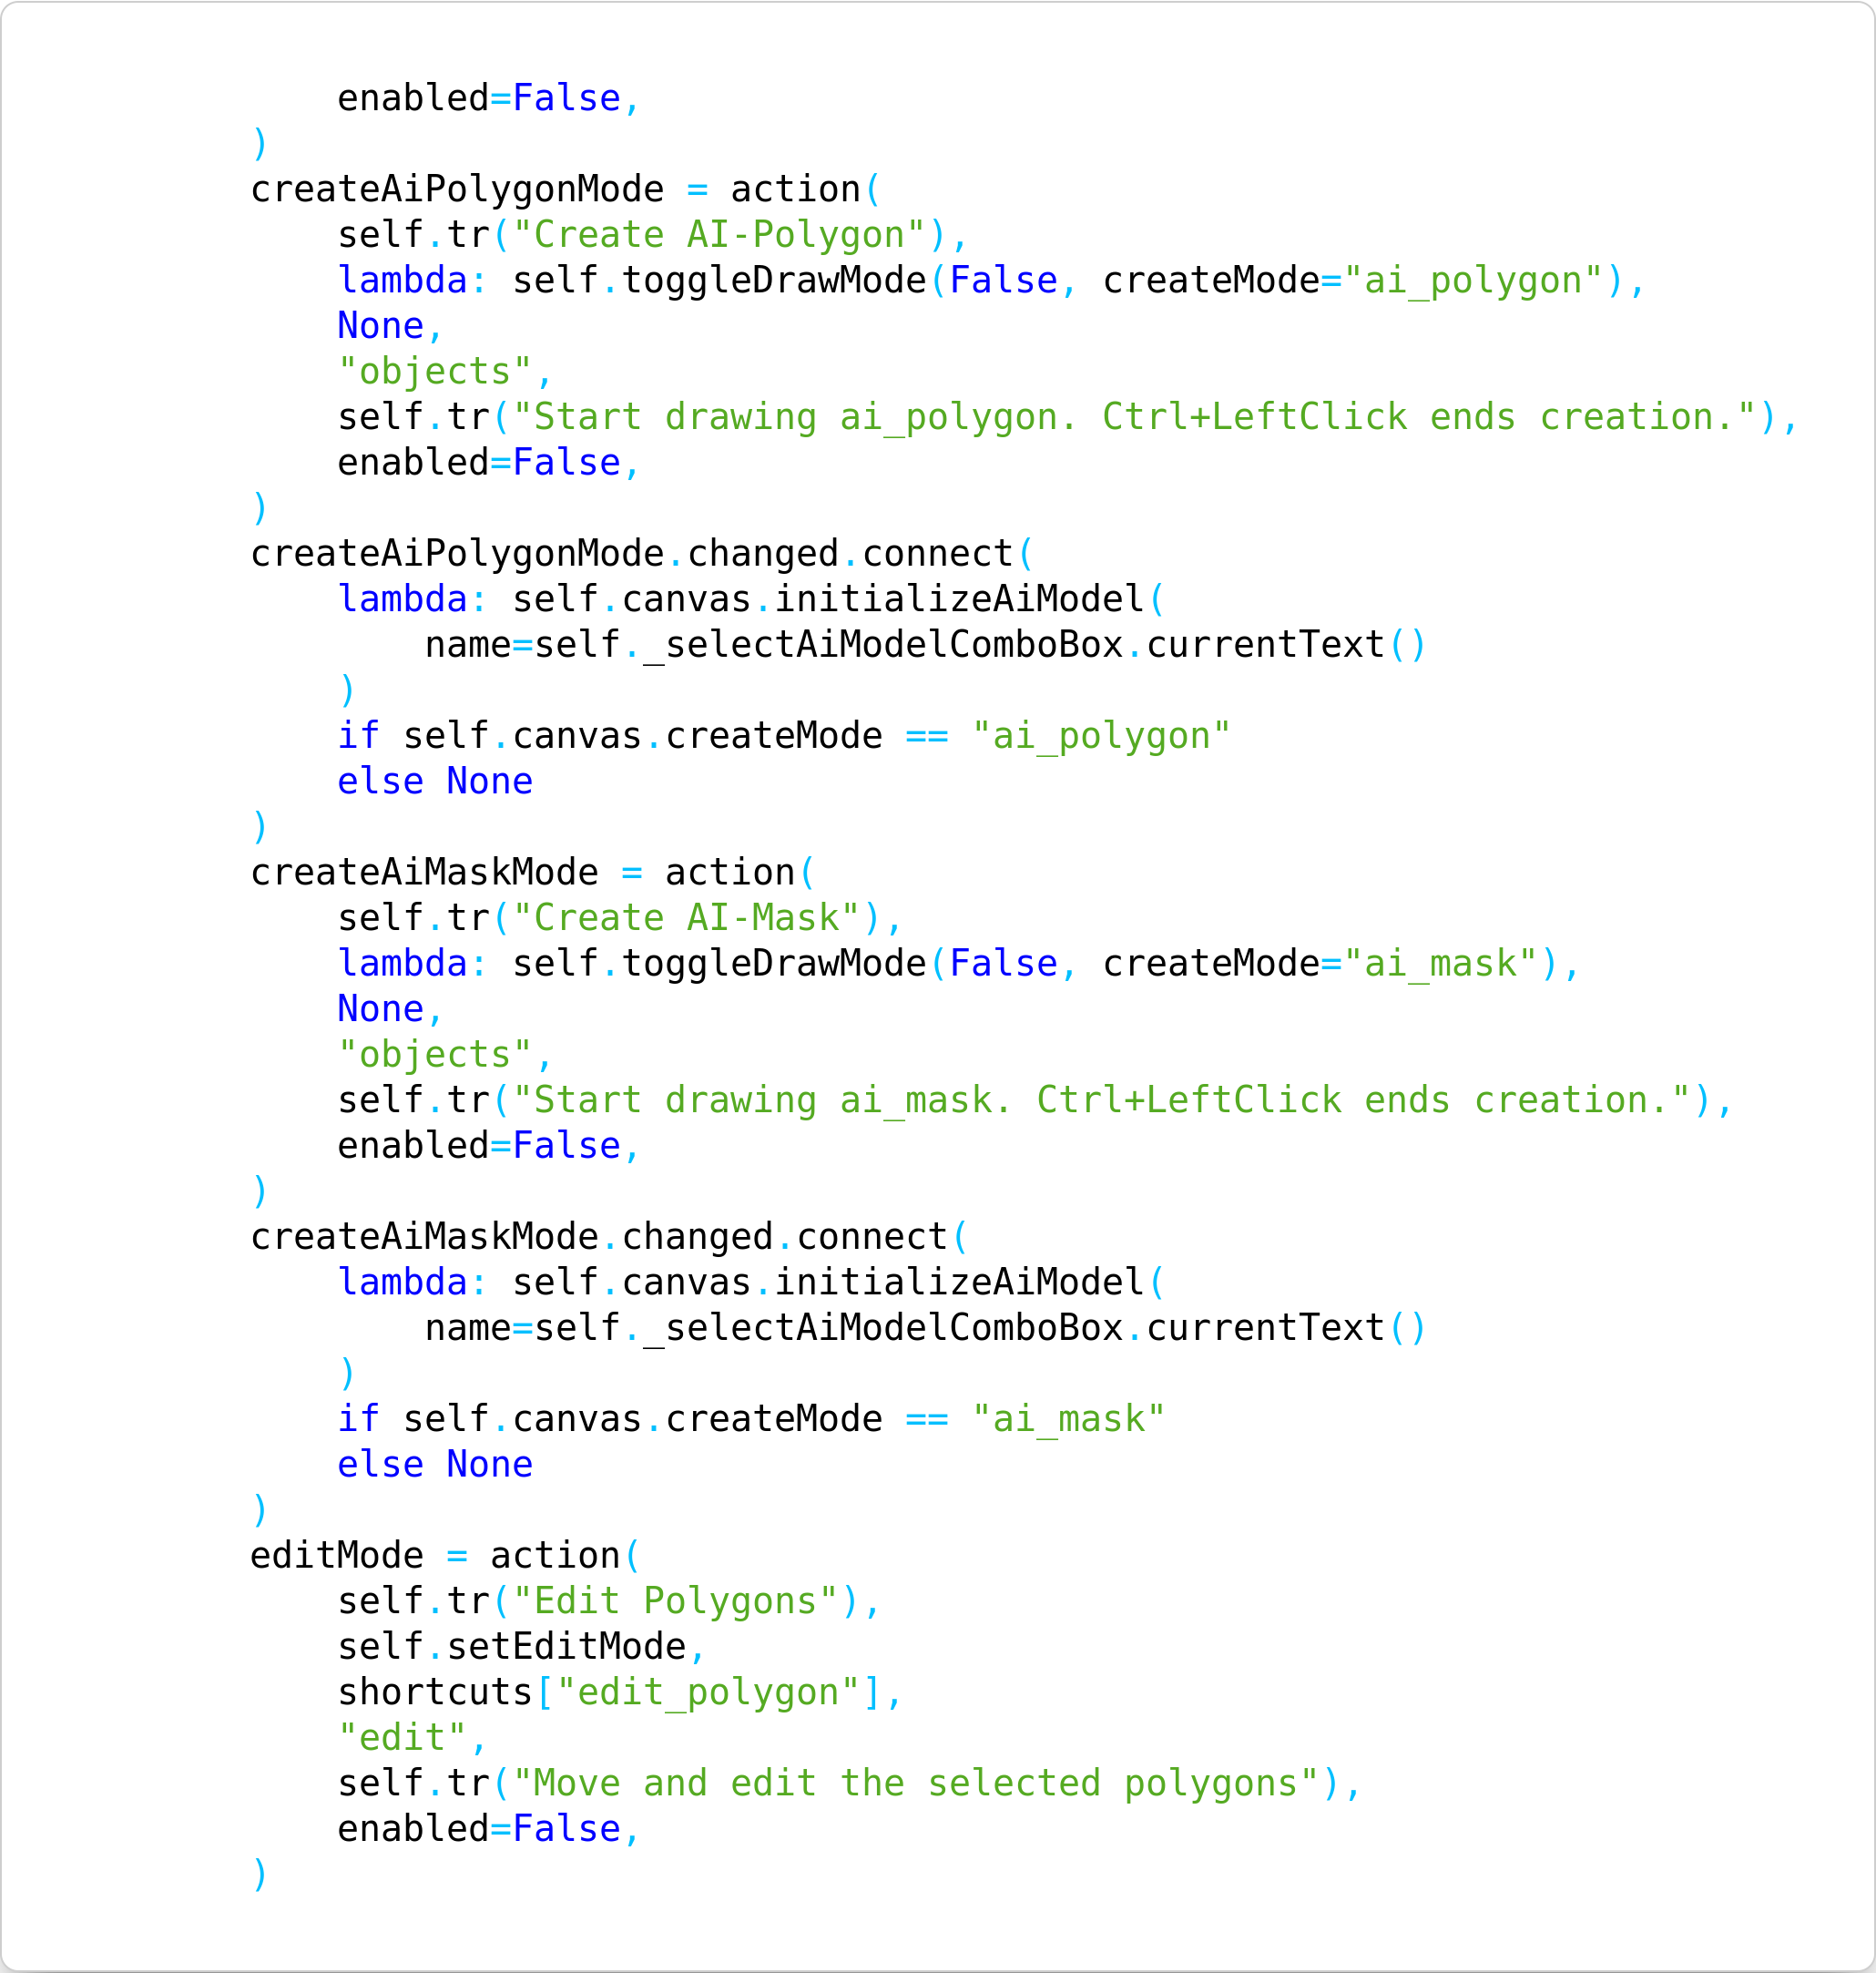 enabled=False,
        )
        createAiPolygonMode = action(
            self.tr("Create AI-Polygon"),
            lambda: self.toggleDrawMode(False, createMode="ai_polygon"),
            None,
            "objects",
            self.tr("Start drawing ai_polygon. Ctrl+LeftClick ends creation."),
            enabled=False,
        )
        createAiPolygonMode.changed.connect(
            lambda: self.canvas.initializeAiModel(
                name=self._selectAiModelComboBox.currentText()
            )
            if self.canvas.createMode == "ai_polygon"
            else None
        )
        createAiMaskMode = action(
            self.tr("Create AI-Mask"),
            lambda: self.toggleDrawMode(False, createMode="ai_mask"),
            None,
            "objects",
            self.tr("Start drawing ai_mask. Ctrl+LeftClick ends creation."),
            enabled=False,
        )
        createAiMaskMode.changed.connect(
            lambda: self.canvas.initializeAiModel(
                name=self._selectAiModelComboBox.currentText()
            )
            if self.canvas.createMode == "ai_mask"
            else None
        )
        editMode = action(
            self.tr("Edit Polygons"),
            self.setEditMode,
            shortcuts["edit_polygon"],
            "edit",
            self.tr("Move and edit the selected polygons"),
            enabled=False,
        )